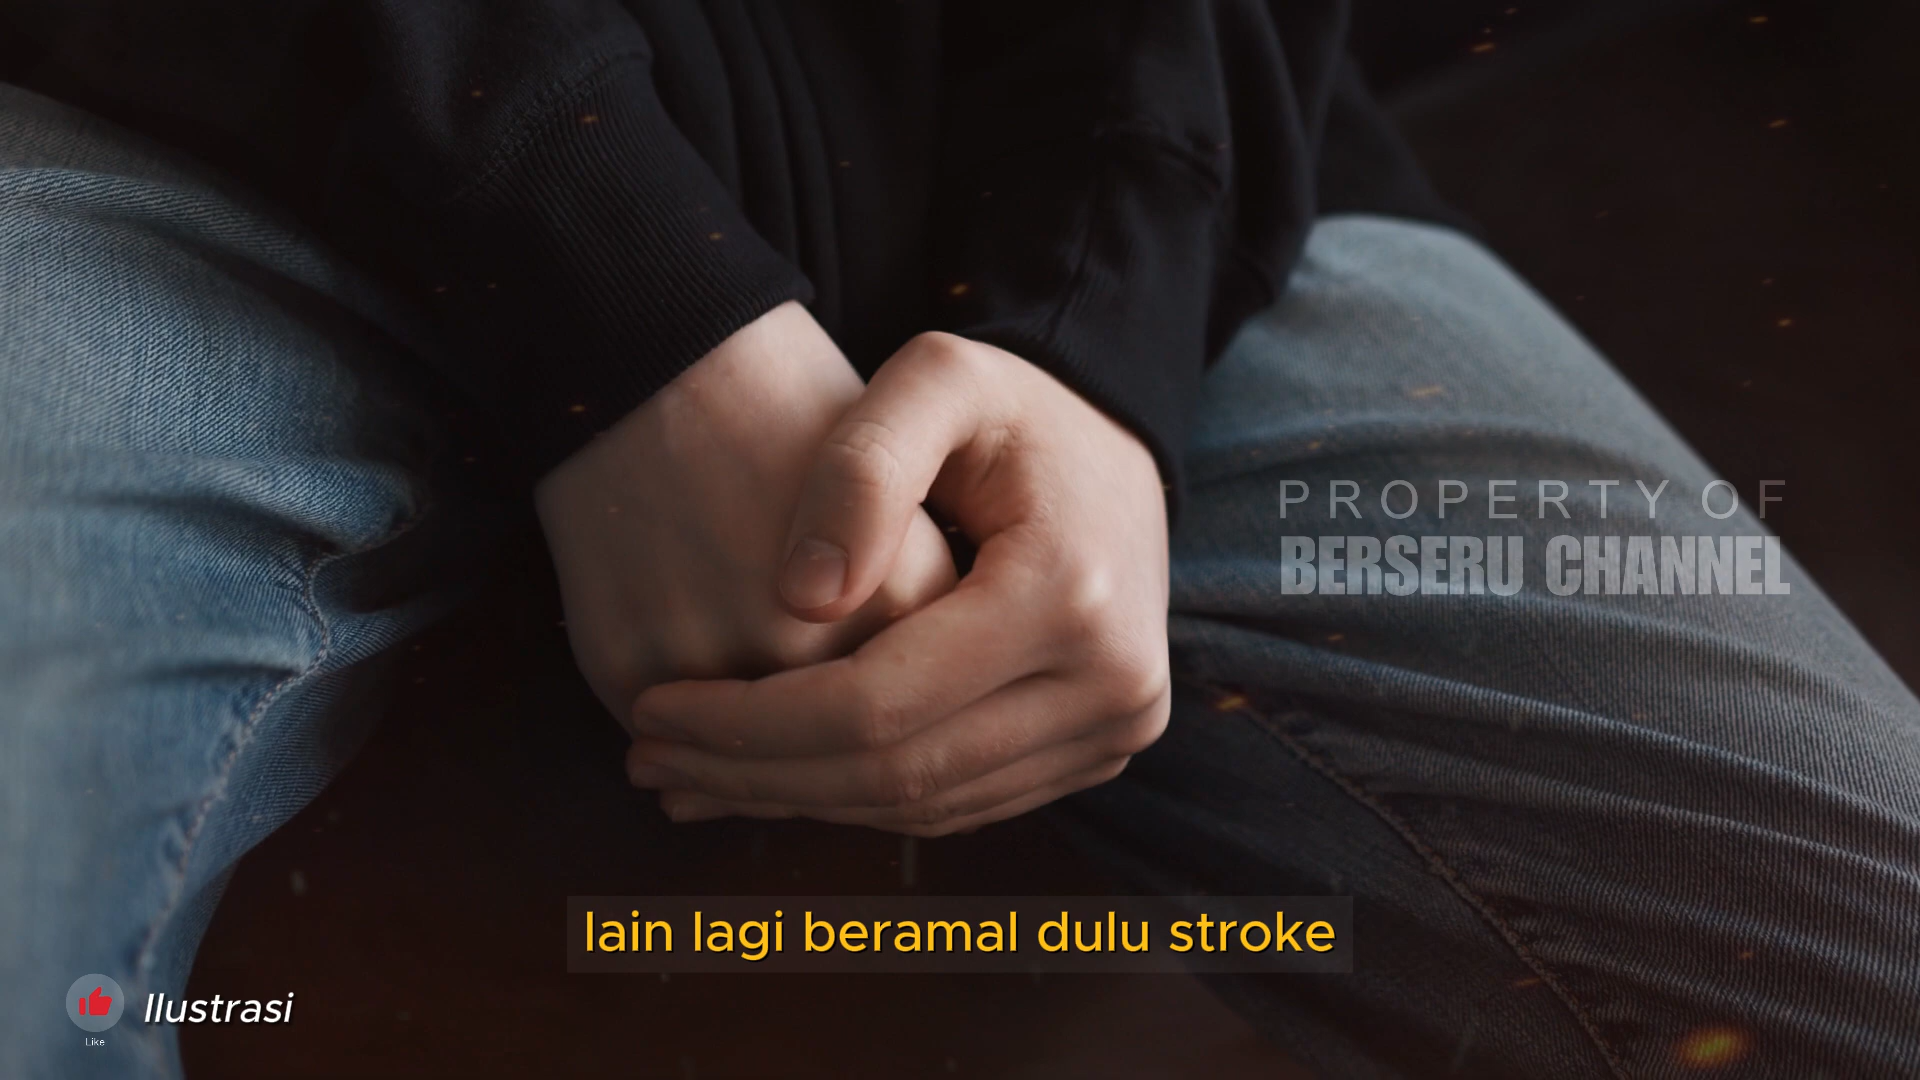 PROPERTY OF
BERSERU CHANNEL
lain lagi beramal dulu stroke
Ilustrasi
Like